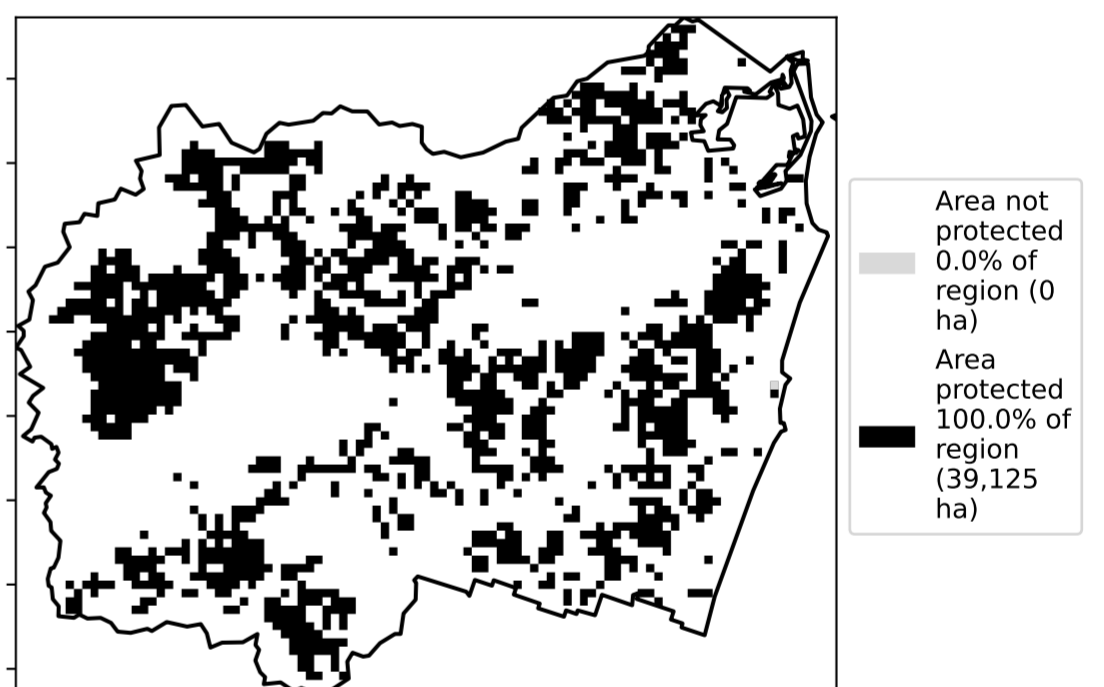 Area not
protected
0.0% of
region (0
ha)
Area
protected
100.0% of
region
(39,125
ha)